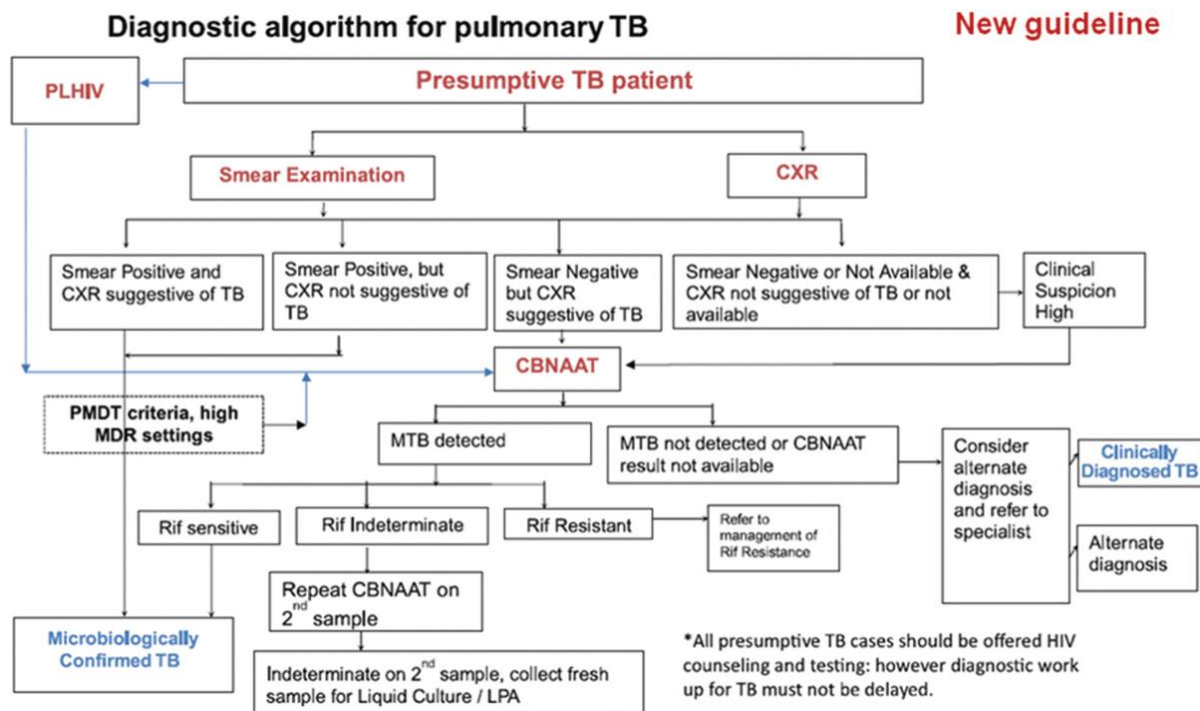 Diagnostic algorithm for pulmonary TB
New guideline
PLHIV
Presumptive TB patient
Smear Examination
CXR
Smear Positive and
CXR suggestive of TB
Smear Positive, but
CXR not suggestive of
TB
Smear Negative
but CXR
suggestive of TB
Smear Negative or Not Available &
CXR not suggestive of TB or not
available
Clinical
Suspicion
High
CBNAAT
PMDT criteria, high
MDR settings
MTB detected
MTB not detected or CBNAAT
result not available
Consider
alternate
diagnosis
and refer to
specialist
Clinically
Diagnosed TB
Alternate
diagnosis
Rif sensitive
Rif Indeterminate
Rif Resistant
Refer to
management of
Rif Resistance
Repeat CBNAAT on
2nd sample
Microbiologically
Confirmed TB
Indeterminate on 2nd sample, collect fresh
sample for Liquid Culture / LPA
*All presumptive TB cases should be offered HIV
counseling and testing: however diagnostic work
up for TB must not be delayed.